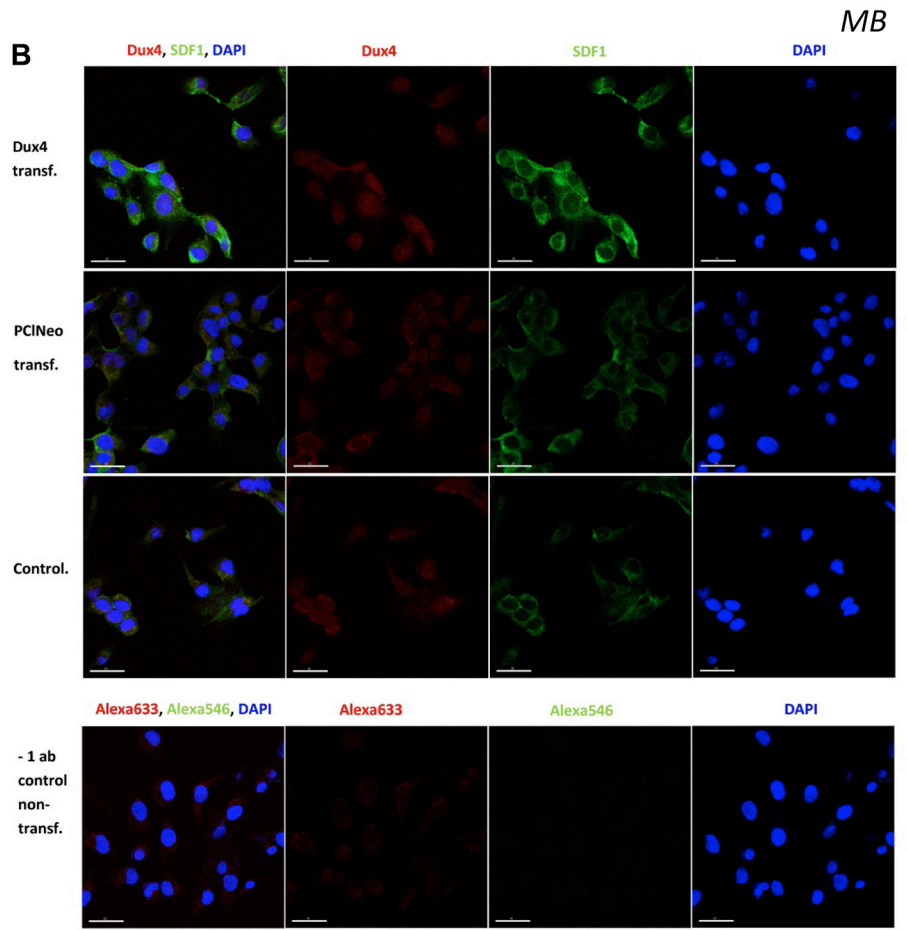 MB
B
Dux4, SDF1, DAPI
Dux4
SDF1
DAPI
Dux4
transf.
PCINeo
transf.
Control.
Alexa633, Alexa546, DAPI
Alexa633
Alexa546
DAPI
- 1 ab
control
non-
transf.